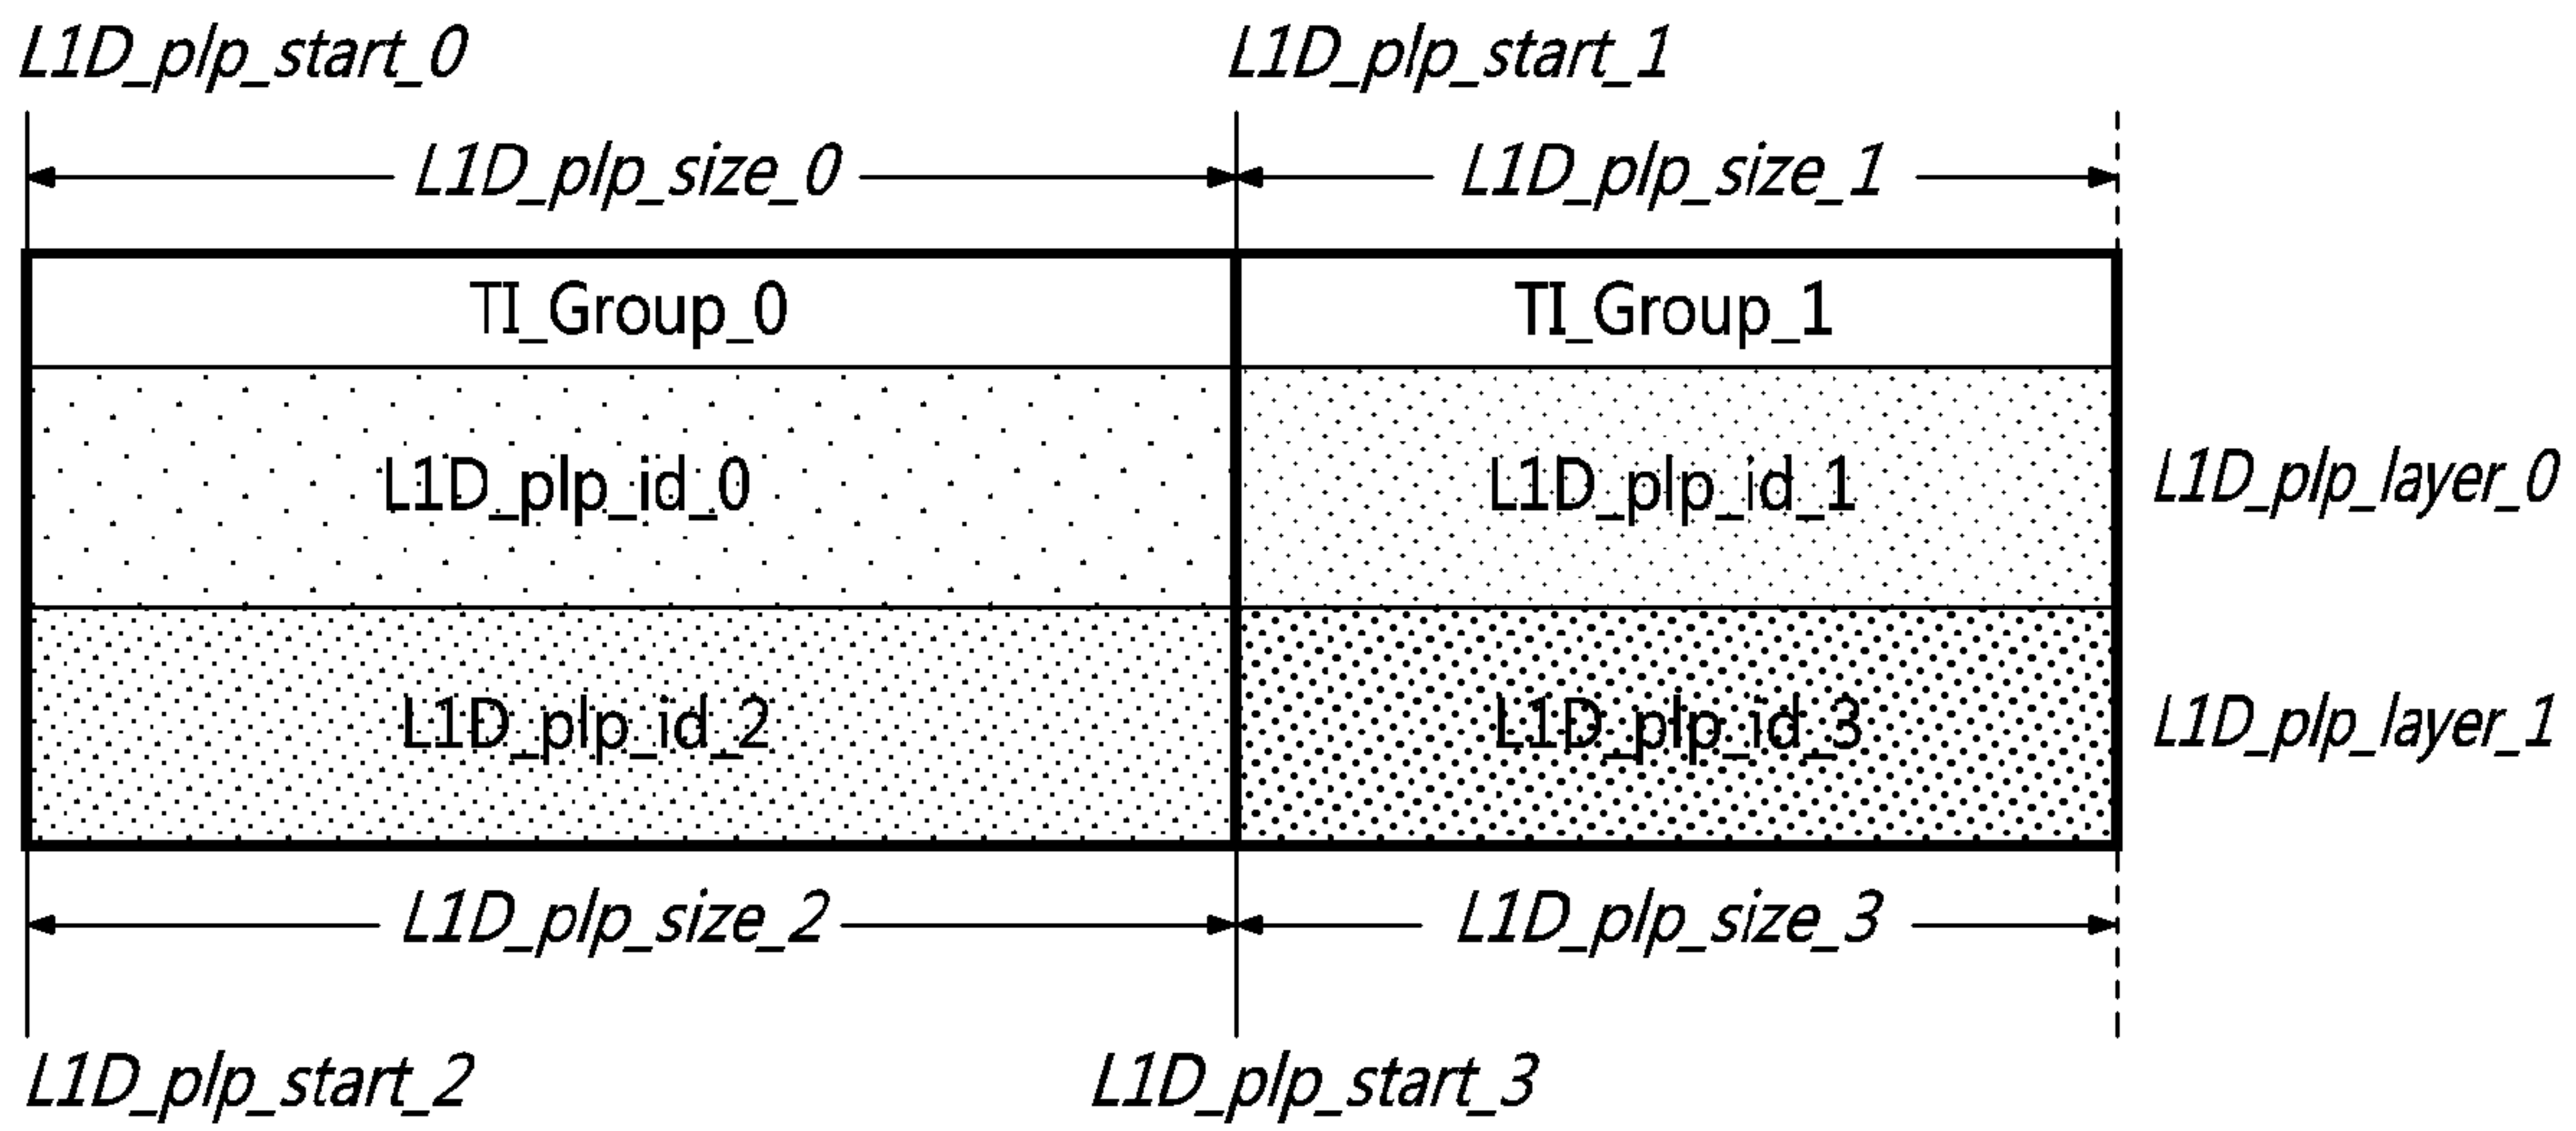 L1D_plp_start_0
L1D_plp_start_1
L1D_plp_size_0
L1D_plp_size_1
TI_Group_0
TI_Group_1
L1D_plp_id_0
L1D_plp_id_1
L1D_plp_layer_0
L1D_plp_id_2
L1D_plp_id_3
L1D_plp_layer_1
L1D_plp_size_2
L1D_plp_size_3
L1D_plp_start_2
L1D_plp_start_3